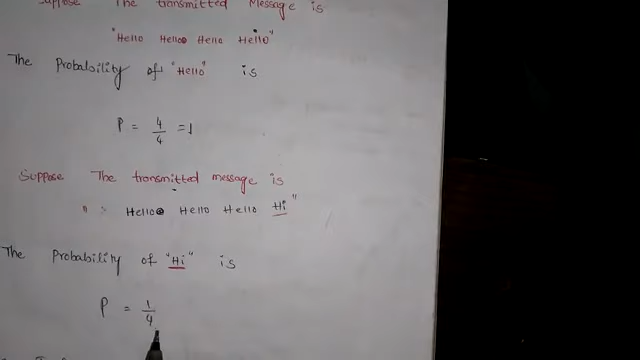 Suppose The transmitted Message is
"Hello Hello Hello Hello"
The Probability of "Hello" is
P = 4/4 = 1
Suppose The transmitted message is
" Hello Hello Hello Hi "
The Probability of "Hi" is
P = 1/4